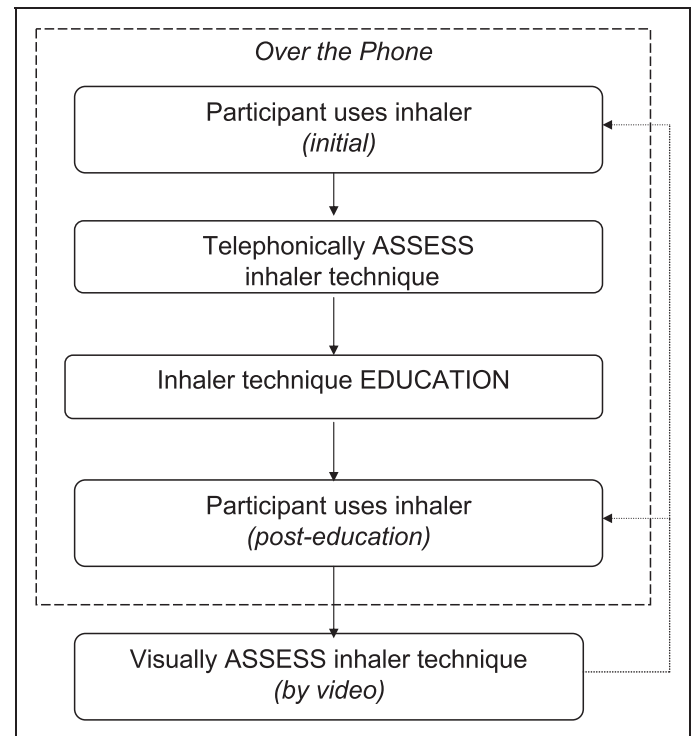 Over the Phone
Participant uses inhaler
(initial)
Telephonically ASSESS
inhaler technique
Inhaler technique EDUCATION
Participant uses inhaler
(post-education)
Visually ASSESS inhaler technique
(by video)